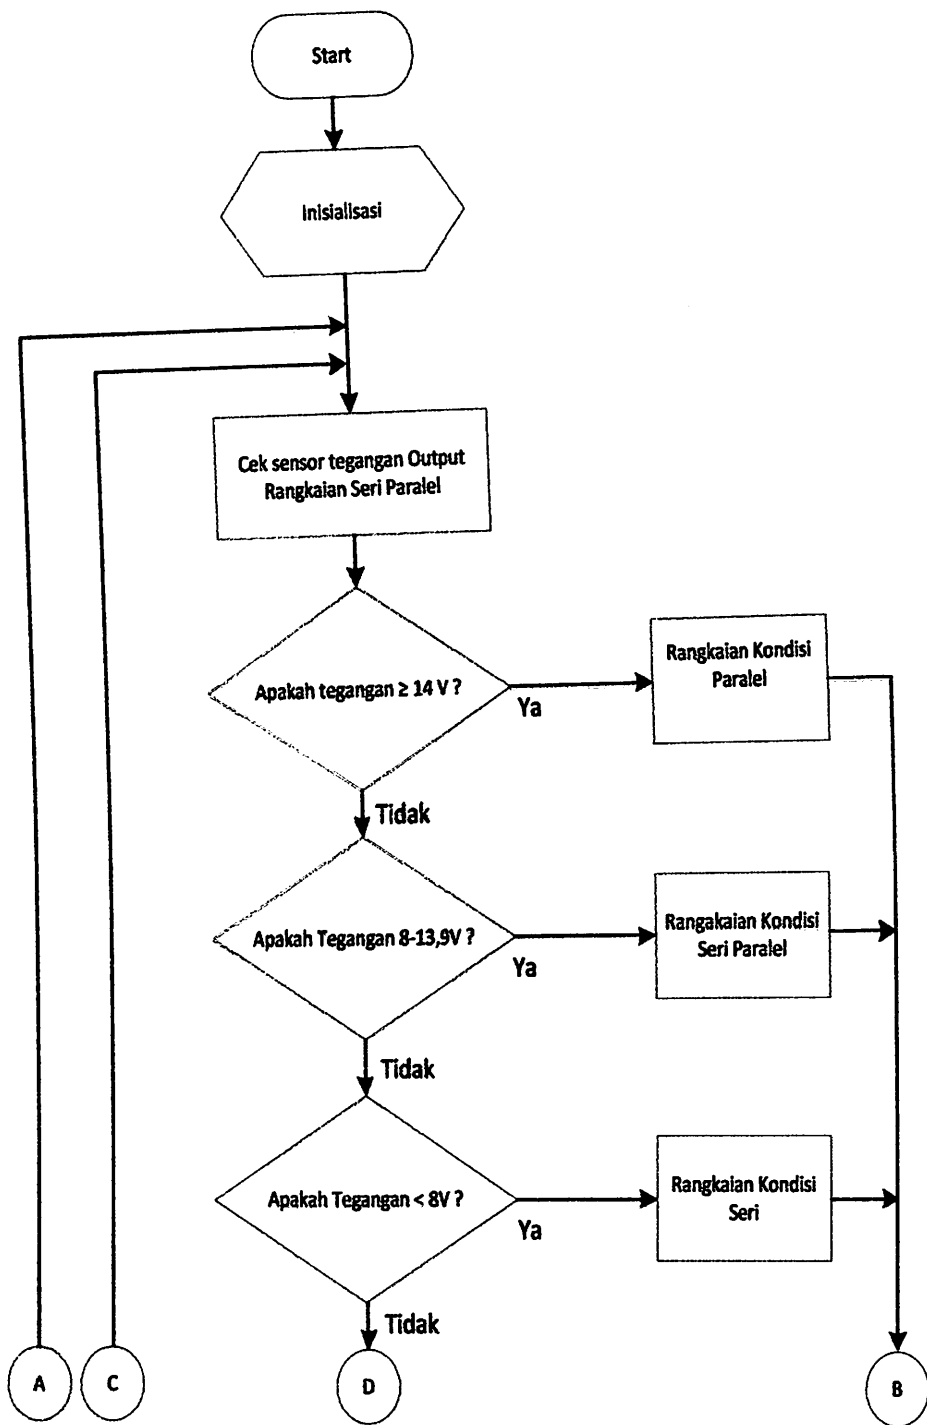 Start
Inisialisasi
Cek sensor tegangan Output
Rangkaian Seri Paralel
Apakah tegangan ≥ 14 V ?
Ya
Rangkaian Kondisi
Paralel
Tidak
Apakah Tegangan 8-13,9V ?
Ya
Rangakaian Kondisi
Seri Paralel
Tidak
Apakah Tegangan < 8V ?
Ya
Rangkaian Kondisi
Seri
Tidak
A
C
D
B